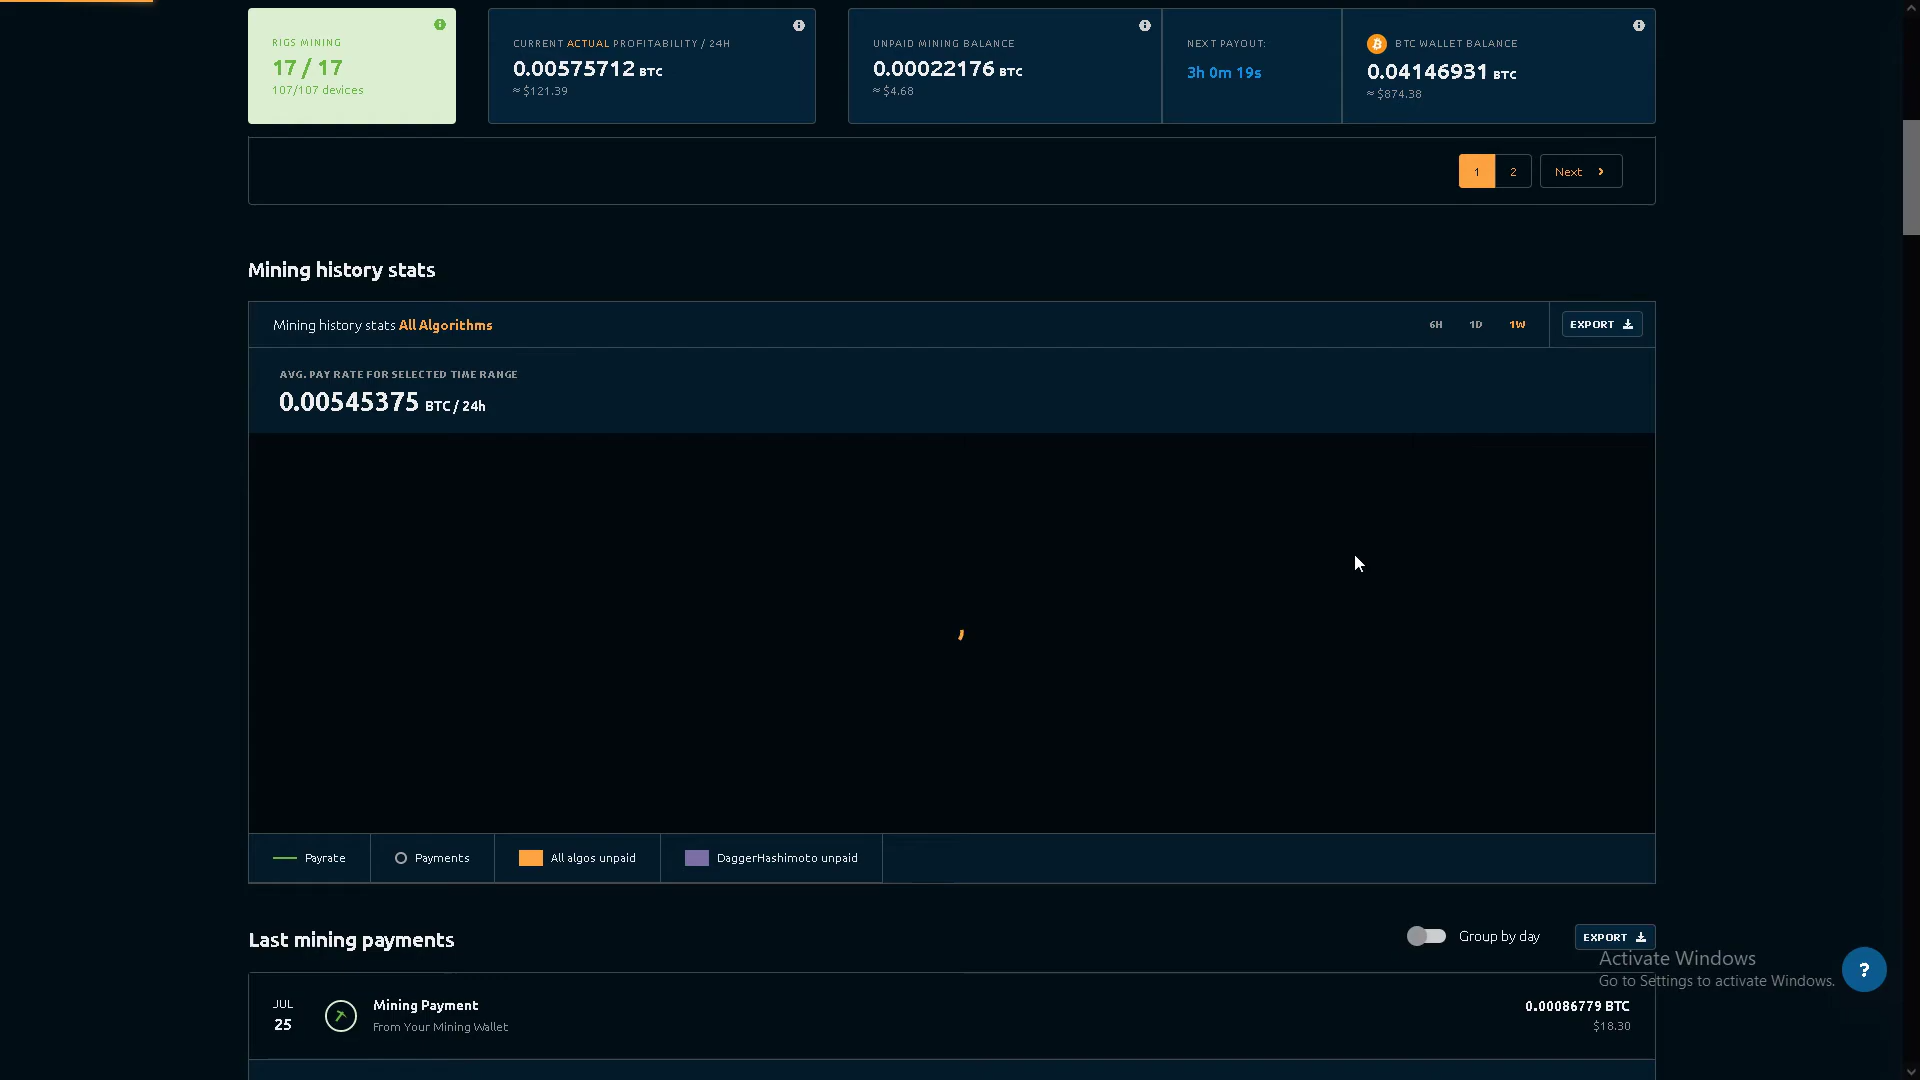 RIGS MINING
17 / 17
107/107 devices
CURRENT ACTUAL PROFITABILITY / 24H
0.00575712 BTC
≈ $121.39
UNPAID MINING BALANCE
0.00022176 BTC
≈ $4.68
NEXT PAYOUT:
3h 0m 19s
BTC WALLET BALANCE
0.04146931 BTC
≈ $874.38
1 2 Next
Mining history stats
Mining history stats All Algorithms
6H 1D 1W EXPORT
AVG. PAY RATE FOR SELECTED TIME RANGE
0.00545375 BTC / 24h
Payrate Payments All algos unpaid DaggerHashimoto unpaid
Last mining payments
Group by day EXPORT
Activate Windows
Go to Settings to activate Windows.
?
JUL
25
Mining Payment
From Your Mining Wallet
0.00086779 BTC
$18.30